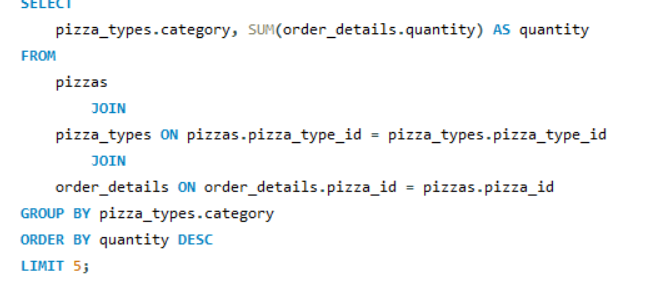 SELECT
pizza_types.category, SUM(order_details.quantity) AS quantity
FROM
pizzas
JOIN
pizza_types ON pizzas.pizza_type_id = pizza_types.pizza_type_id
JOIN
order_details ON order_details.pizza_id = pizzas.pizza_id
GROUP BY pizza_types.category
ORDER BY quantity DESC
LIMIT 5;